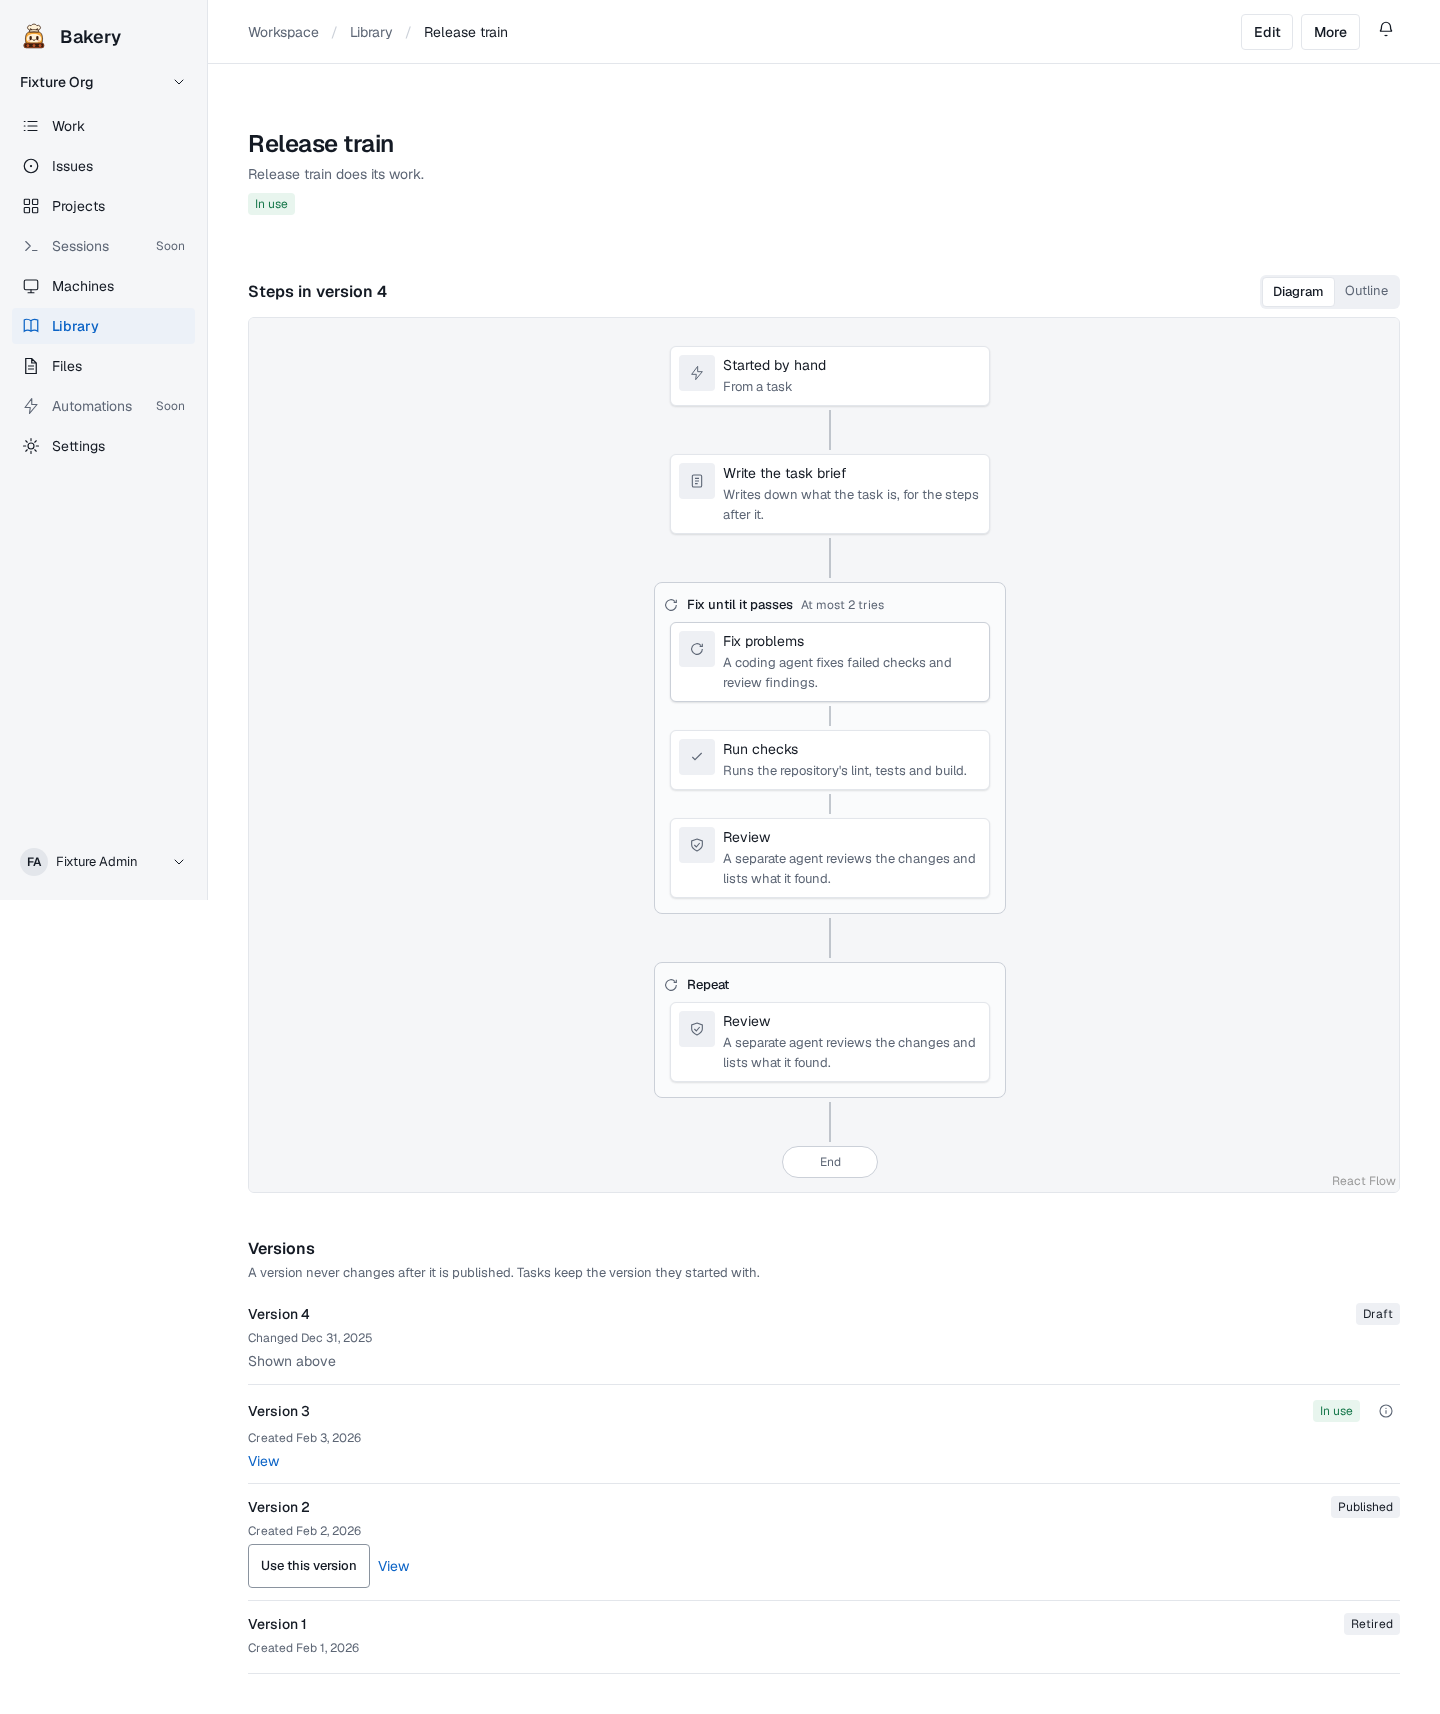 Bakery
Fixture Org
Work
Issues
Projects
Sessions Soon
Machines
Library
Files
Automations Soon
Settings
FA Fixture Admin
Workspace / Library / Release train
Edit More
Release train
Release train does its work.
In use
Steps in version 4
Diagram Outline
Started by hand
From a task
Write the task brief
Writes down what the task is, for the steps
after it.
Fix until it passes At most 2 tries
Fix problems
A coding agent fixes failed checks and
review findings.
Run checks
Runs the repository's lint, tests and build.
Review
A separate agent reviews the changes and
lists what it found.
Repeat
Review
A separate agent reviews the changes and
lists what it found.
End
React Flow
Versions
A version never changes after it is published. Tasks keep the version they started with.
Version 4 Draft
Changed Dec 31, 2025
Shown above
Version 3 In use
Created Feb 3, 2026
View
Version 2 Published
Created Feb 2, 2026
Use this version View
Version 1 Retired
Created Feb 1, 2026